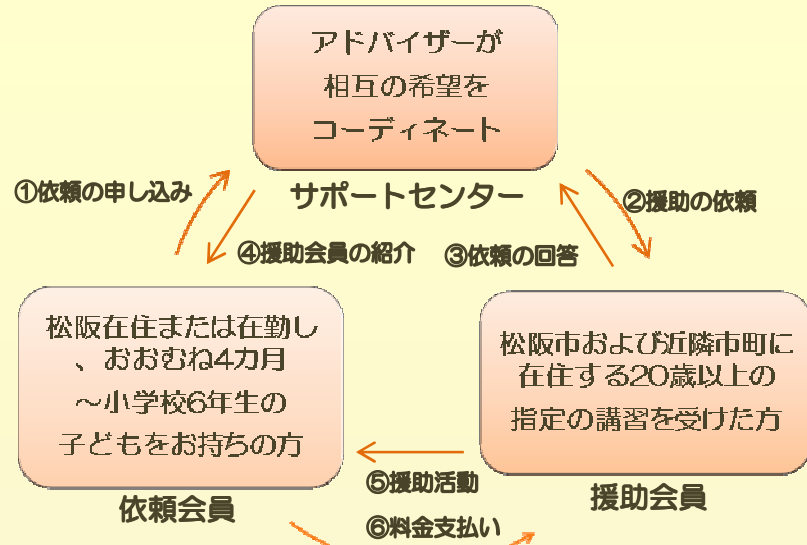 アドバイザーが
相互の希望を
コーディネート
サポートセンター
①依頼の申し込み
②援助の依頼
④援助会員の紹介
③依頼の回答
松阪在住または在勤し
、おおむね4カ月
～小学校6年生の
子どもをお持ちの方
依頼会員
松阪市および近隣市町に
在住する20歳以上の
指定の講習を受けた方
援助会員
⑤援助活動
⑥料金支払い